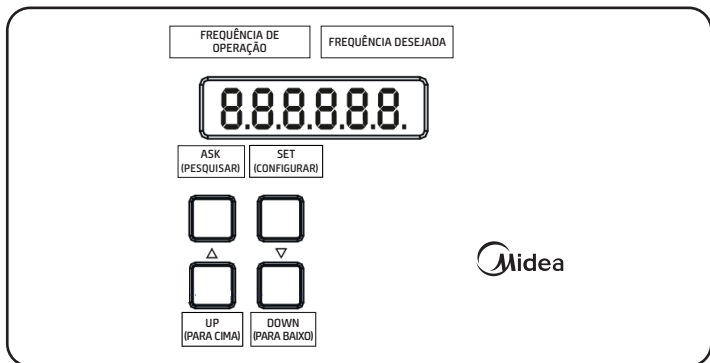 FREQUÊNCIA DE
OPERAÇÃO
FREQUÊNCIA DESEJADA
8.8.8.8.8.8.
ASK
(PESQUISAR)
SET
(CONFIGURAR)
△ ▽
UP
(PARA CIMA)
DOWN
(PARA BAIXO)
Midea